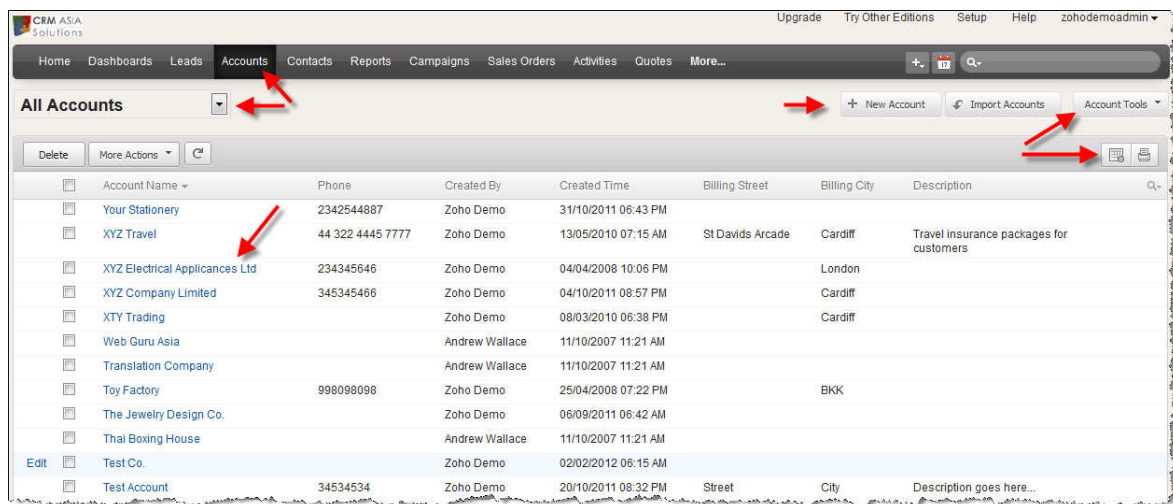 CRM ASIA
Solutions
Upgrade Try Other Editions Setup Help zohodemoadmin
Home Dashboards Leads Accounts Contacts Reports Campaigns Sales Orders Activities Quotes More...
17
All Accounts
+ New Account Import Accounts Account Tools
Delete More Actions
Account Name Phone Created By Created Time Billing Street Billing City Description
Your Stationery 2342544887 Zoho Demo 31/10/2011 06:43 PM
XYZ Travel 44 322 4445 7777 Zoho Demo 13/05/2010 07:15 AM St Davids Arcade Cardiff Travel insurance packages for
customers
XYZ Electrical Applicances Ltd 234345646 Zoho Demo 04/04/2008 10:06 PM London
XYZ Company Limited 345345466 Zoho Demo 04/10/2011 08:57 PM Cardiff
XTY Trading Zoho Demo 08/03/2010 06:38 PM Cardiff
Web Guru Asia Andrew Wallace 11/10/2007 11:21 AM
Translation Company Andrew Wallace 11/10/2007 11:21 AM
Toy Factory 998098098 Zoho Demo 25/04/2008 07:22 PM BKK
The Jewelry Design Co. Zoho Demo 06/09/2011 06:42 AM
Thai Boxing House Andrew Wallace 11/10/2007 11:21 AM
Edit Test Co. Zoho Demo 02/02/2012 06:15 AM
Test Account 34534534 Zoho Demo 20/10/2011 08:32 PM Street City Description goes here...